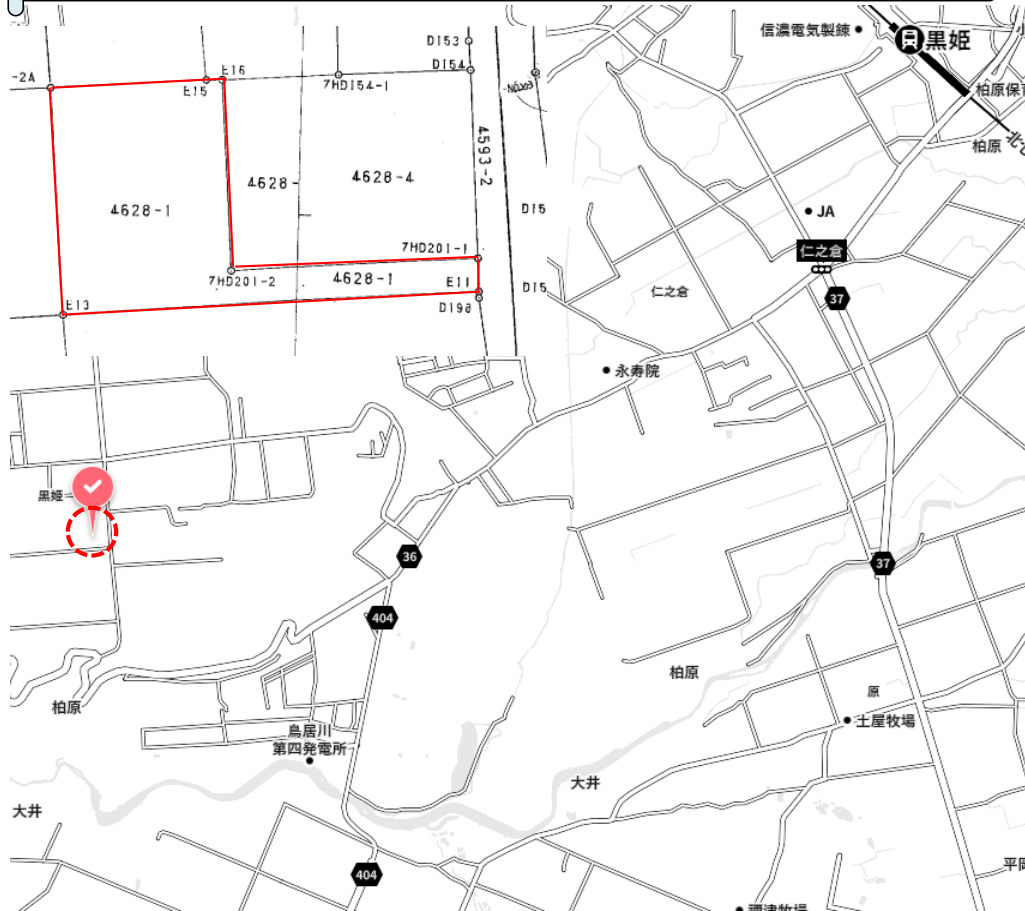 D153
E16
D154
-2A
E15
7HD154-1
4593-2
4628-
4628-4
4628-1
D15
7HD201-1
7HD201-2
4628-1
E11
D15
E13
D198
信濃電気製錬
黒姫
柏原保育
柏原
JA
仁之倉
仁之倉
37
永寿院
黒姫
36
37
404
柏原
柏原
原
鳥居川
第四発電所
土屋牧場
大井
大井
404
平岡